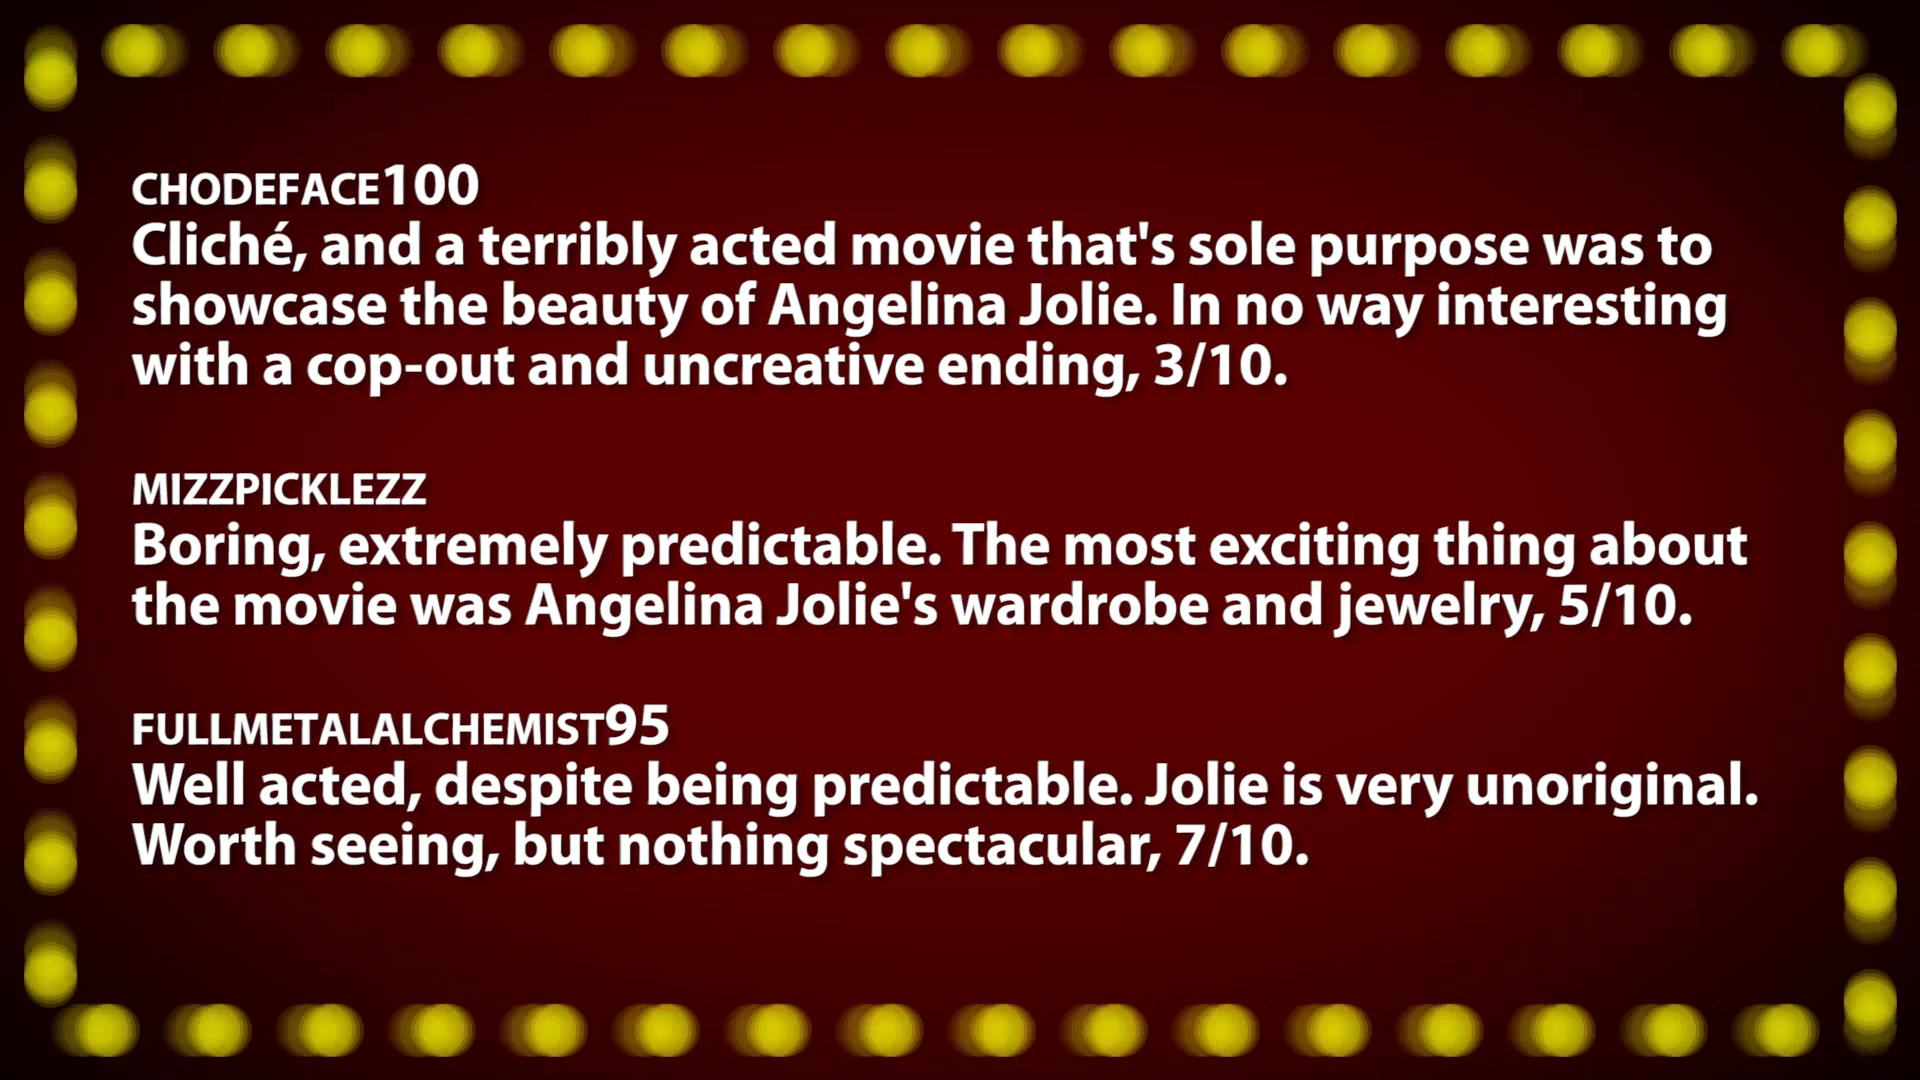 CHODEFACE100
Cliché, and a terribly acted movie that's sole purpose was to
showcase the beauty of Angelina Jolie. In no way interesting
with a cop-out and uncreative ending, 3/10.
MIZZPICKLEZZ
Boring, extremely predictable. The most exciting thing about
the movie was Angelina Jolie's wardrobe and jewelry, 5/10.
FULLMETALALCHEMIST95
Well acted, despite being predictable. Jolie is very unoriginal.
Worth seeing, but nothing spectacular, 7/10.